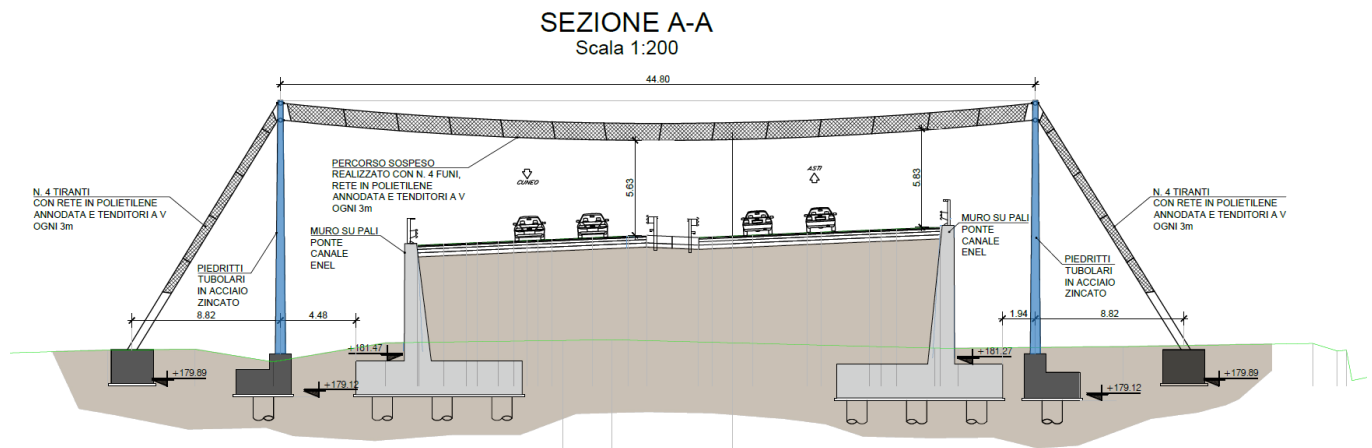 SEZIONE A-A
Scala 1:200
44.80
N. 4 TIRANTI
CON RETE IN POLIETILENE
ANNODATA E TENDITORI A V
OGNI 3m
PERCORSO SOSPESO
REALIZZATO CON N. 4 FUNI,
RETE IN POLIETILENE
ANNODATA E TENDITORI A V
OGNI 3m
CUNEO
5.63
ASTI
5.83
N. 4 TIRANTI
CON RETE IN POLIETILENE
ANNODATA E TENDITORI A V
OGNI 3m
MURO SU PALI
PONTE
CANALE
ENEL
MURO SU PALI
PONTE
CANALE
ENEL
PIEDRITTI
TUBOLARI
IN ACCIAIO
ZINCATO
PIEDRITTI
TUBOLARI
IN ACCIAIO
ZINCATO
8.82
4.48
1.94
8.82
+181.47
+181.27
+179.89
+179.12
+179.12
+179.89